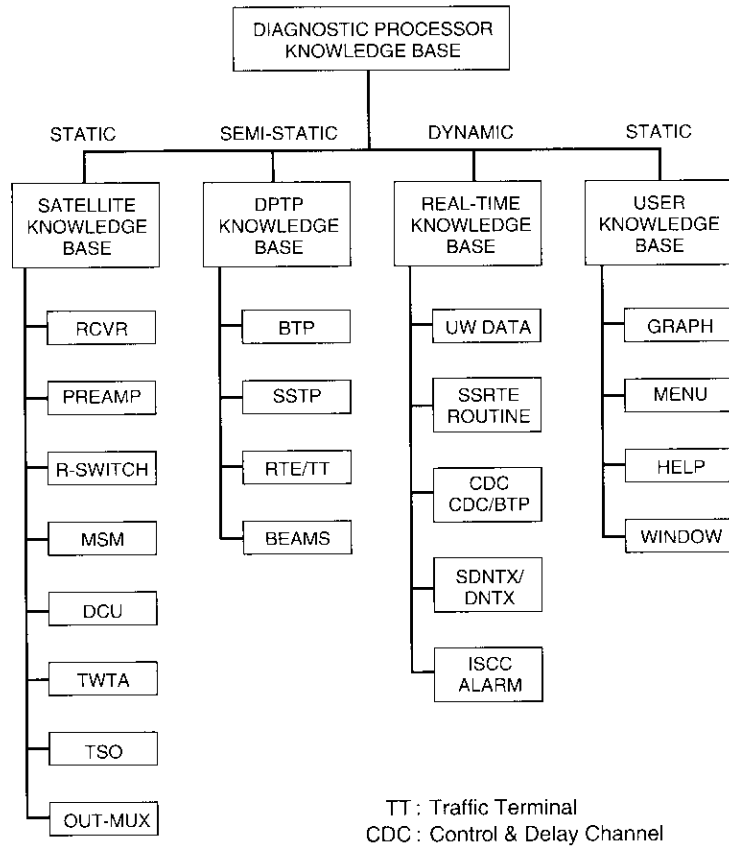 DIAGNOSTIC PROCESSOR
KNOWLEDGE BASE
STATIC
SEMI-STATIC
DYNAMIC
STATIC
SATELLITE
KNOWLEDGE
BASE
RCVR
PREAMP
R-SWITCH
MSM
DCU
TWTA
TSO
OUT-MUX
DPTP
KNOWLEDGE
BASE
BTP
SSTP
RTE/TT
BEAMS
REAL-TIME
KNOWLEDGE
BASE
UW DATA
SSRTE
ROUTINE
CDC
CDC/BTP
SDNTX/
DNTX
ISCC
ALARM
USER
KNOWLEDGE
BASE
GRAPH
MENU
HELP
WINDOW
TT : Traffic Terminal
CDC : Control & Delay Channel